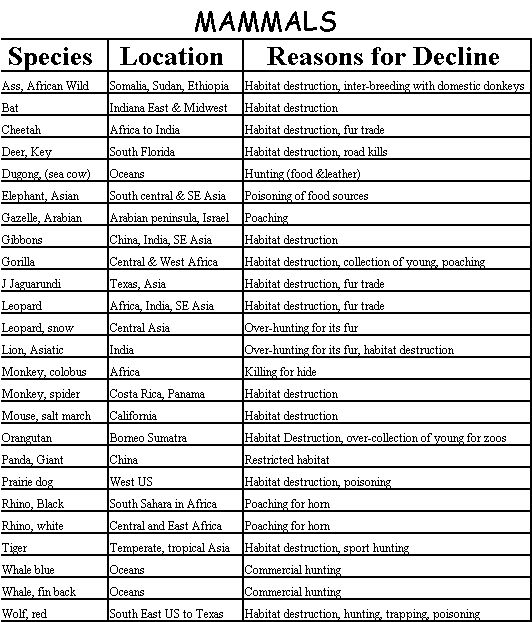 MAMMALS
Species Location Reasons for Decline
Ass, African Wild Somalia, Sudan, Ethiopia Habitat destruction, inter-breeding with domestic donkeys
Bat Indiana East & Midwest Habitat destruction
Cheetah Africa to India Habitat destruction, fur trade
Deer, Key South Florida Habitat destruction, road kills
Dugong, (sea cow) Oceans Hunting (food &leather)
Elephant, Asian South central & SE Asia Poisoning of food sources
Gazelle, Arabian Arabian peninsula, Israel Poaching
Gibbons China, India, SE Asia Habitat destruction
Gorilla Central & West Africa Habitat destruction, collection of young, poaching
J Jaguarundi Texas, Asia Habitat destruction, fur trade
Leopard Africa, India, SE Asia Habitat destruction, fur trade
Leopard, snow Central Asia Over-hunting for its fur
Lion, Asiatic India Over-hunting for its fur, habitat destruction
Monkey, colobus Africa Killing for hide
Monkey, spider Costa Rica, Panama Habitat destruction
Mouse, salt march California Habitat destruction
Orangutan Borneo Sumatra Habitat Destruction, over-collection of young for zoos
Panda, Giant China Restricted habitat
Prairie dog West US Habitat destruction, poisoning
Rhino, Black South Sahara in Africa Poaching for horn
Rhino, white Central and East Africa Poaching for horn
Tiger Temperate, tropical Asia Habitat destruction, sport hunting
Whale blue Oceans Commercial hunting
Whale, fin back Oceans Commercial hunting
Wolf, red South East US to Texas Habitat destruction, hunting, trapping, poisoning